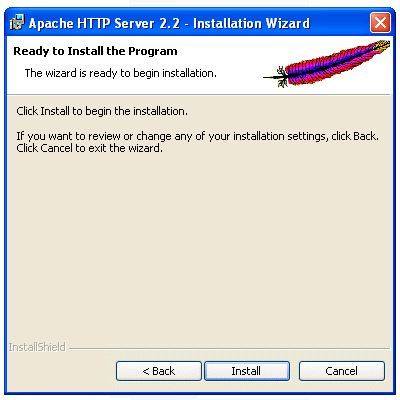 Apache HTTP Server 2.2 - Installation Wizard
Ready to Install the Program
The wizard is ready to begin installation.
Click Install to begin the installation.
If you want to review or change any of your installation settings, click Back.
Click Cancel to exit the wizard.
InstallShield
< Back
Install
Cancel